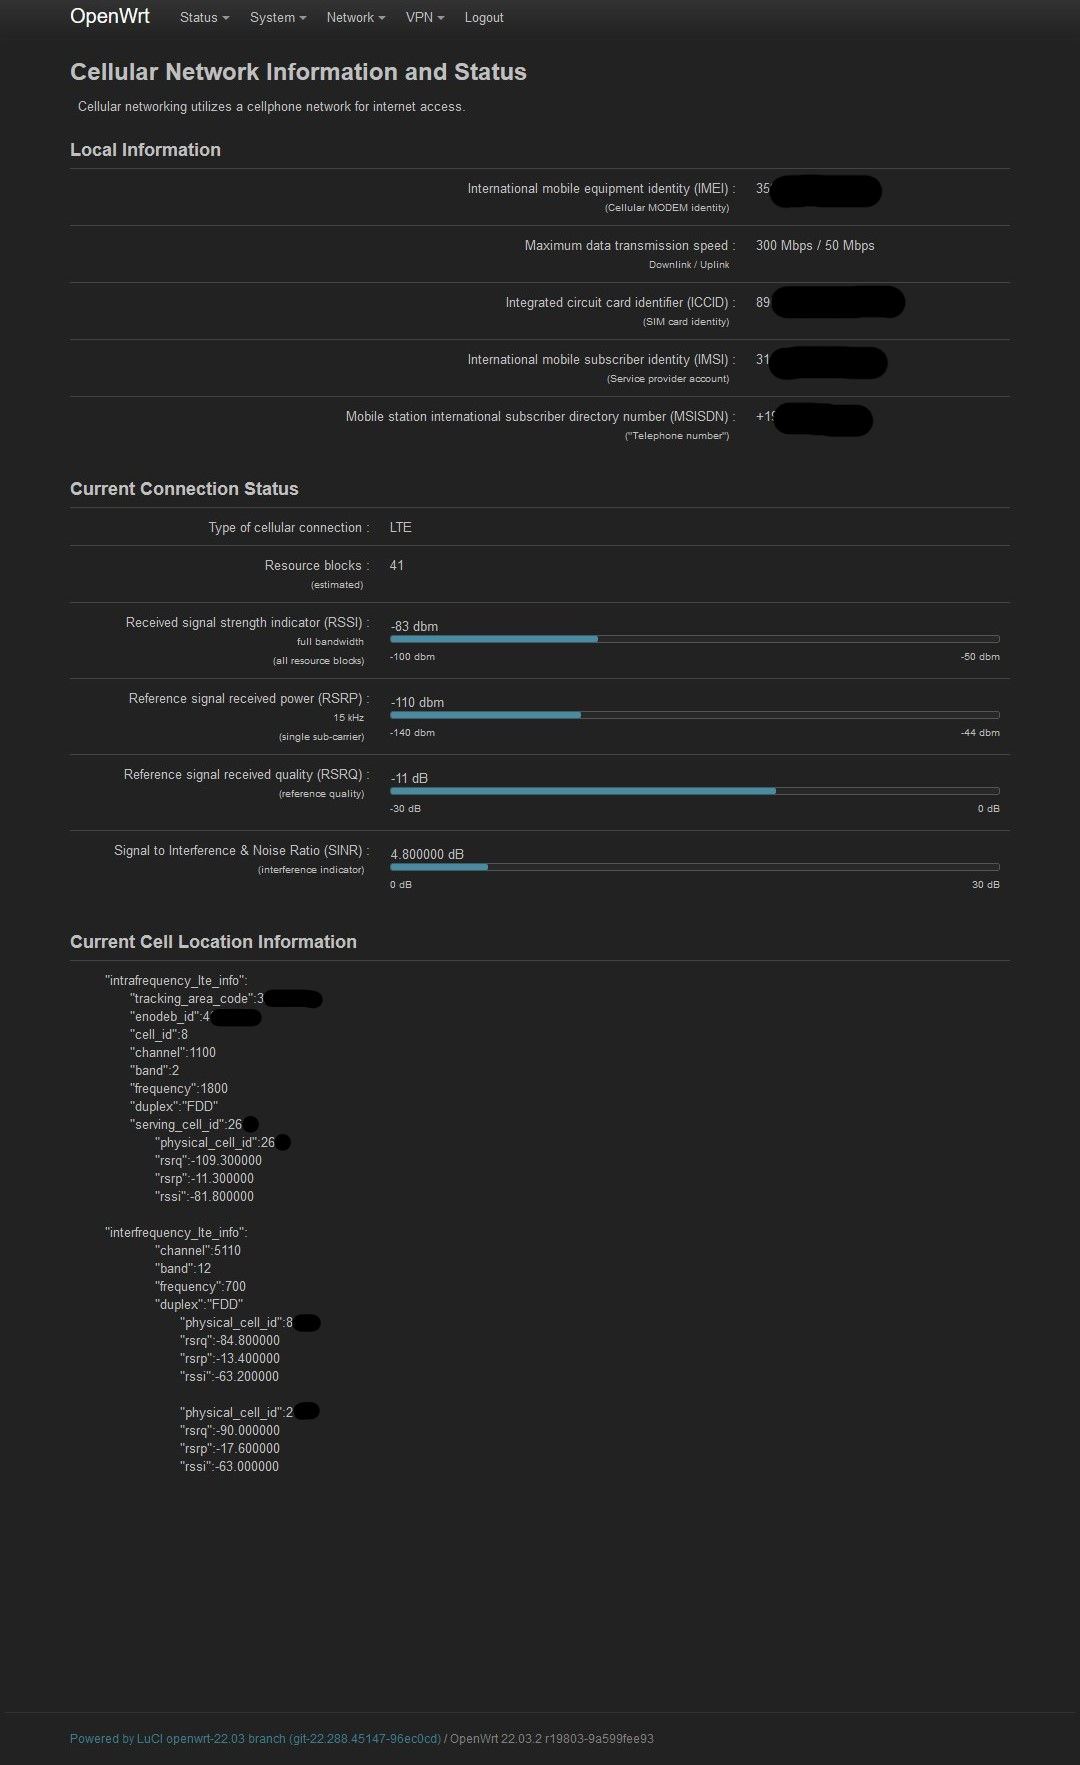 OpenWrt Status System Network VPN Logout
Cellular Network Information and Status
Cellular networking utilizes a cellphone network for internet access.
Local Information
International mobile equipment identity (IMEI) : 35
(Cellular MODEM identity)
Maximum data transmission speed : 300 Mbps / 50 Mbps
Downlink / Uplink
Integrated circuit card identifier (ICCID) : 89
(SIM card identity)
International mobile subscriber identity (IMSI) : 31
(Service provider account)
Mobile station international subscriber directory number (MSISDN) : +19
("Telephone number")
Current Connection Status
Type of cellular connection : LTE
Resource blocks : 41
(estimated)
Received signal strength indicator (RSSI) : -83 dbm
full bandwidth
(all resource blocks) -100 dbm -50 dbm
Reference signal received power (RSRP) : -110 dbm
15 kHz
(single sub-carrier) -140 dbm -44 dbm
Reference signal received quality (RSRQ) : -11 dB
(reference quality)
-30 dB 0 dB
Signal to Interference & Noise Ratio (SINR) : 4.800000 dB
(interference indicator)
0 dB 30 dB
Current Cell Location Information
"intrafrequency_lte_info":
"tracking_area_code":3
"enodeb_id":4
"cell_id":8
"channel":1100
"band":2
"frequency":1800
"duplex":"FDD"
"serving_cell_id":26
"physical_cell_id":26
"rsrq":-109.300000
"rsrp":-11.300000
"rssi":-81.800000
"interfrequency_lte_info":
"channel":5110
"band":12
"frequency":700
"duplex":"FDD"
"physical_cell_id":8
"rsrq":-84.800000
"rsrp":-13.400000
"rssi":-63.200000
"physical_cell_id":2
"rsrq":-90.000000
"rsrp":-17.600000
"rssi":-63.000000
Powered by LuCI openwrt-22.03 branch (git-22.288.45147-96ec0cd) / OpenWrt 22.03.2 r19803-9a599fee93